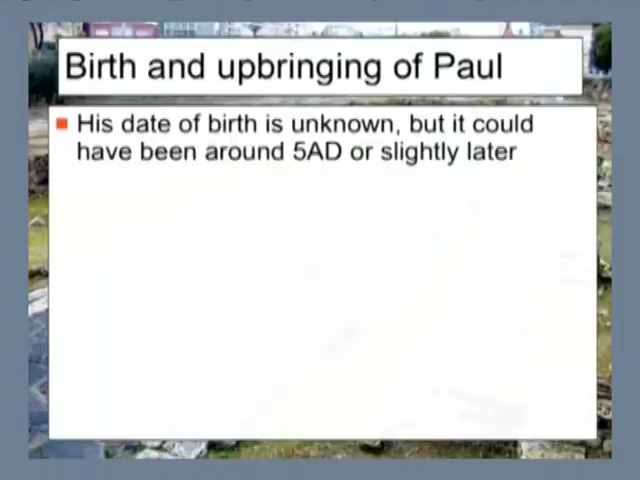 Birth and upbringing of Paul
His date of birth is unknown, but it could
have been around 5AD or slightly later